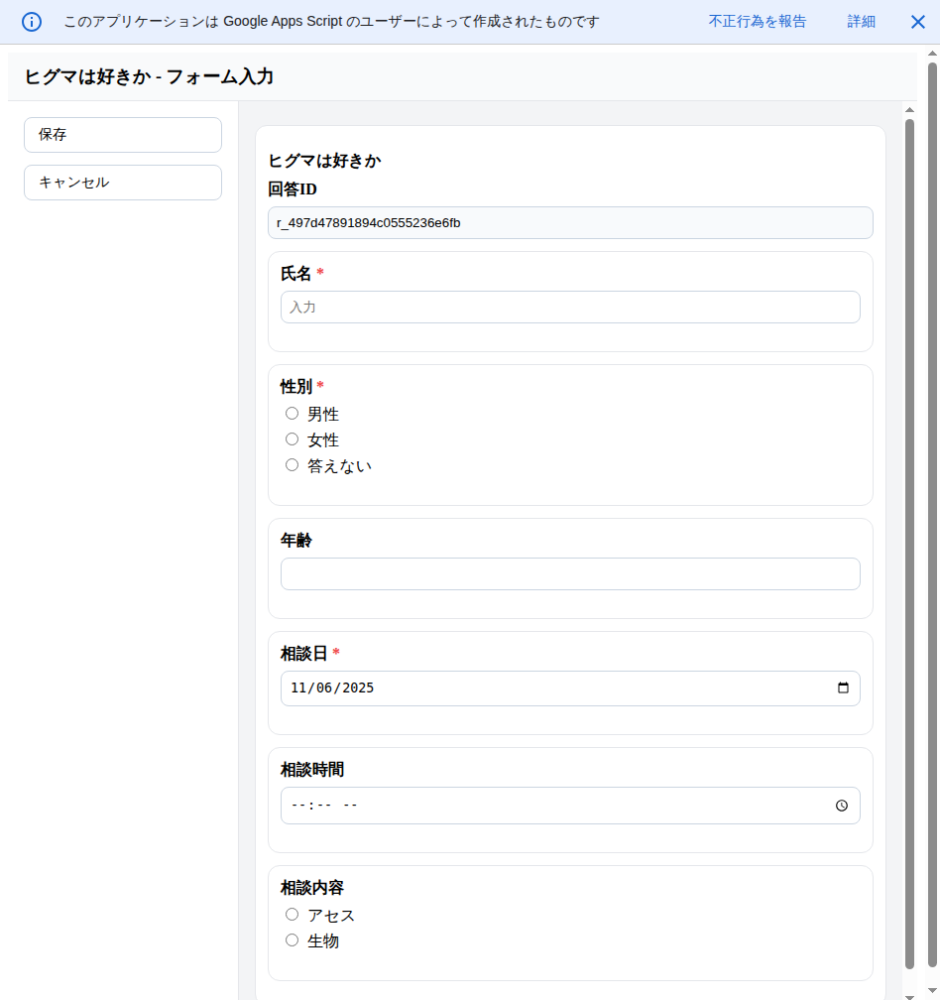 このアプリケーションは Google Apps Script のユーザーによって作成されたものです 不正行為を報告 詳細
ヒグマは好きか - フォーム入力
保存
キャンセル
ヒグマは好きか
回答ID
r_497d47891894c0555236e6fb
氏名 *
入力
性別 *
男性
女性
答えない
年齢
相談日 *
11/06/2025
相談時間
--:-- --
相談内容
アセス
生物